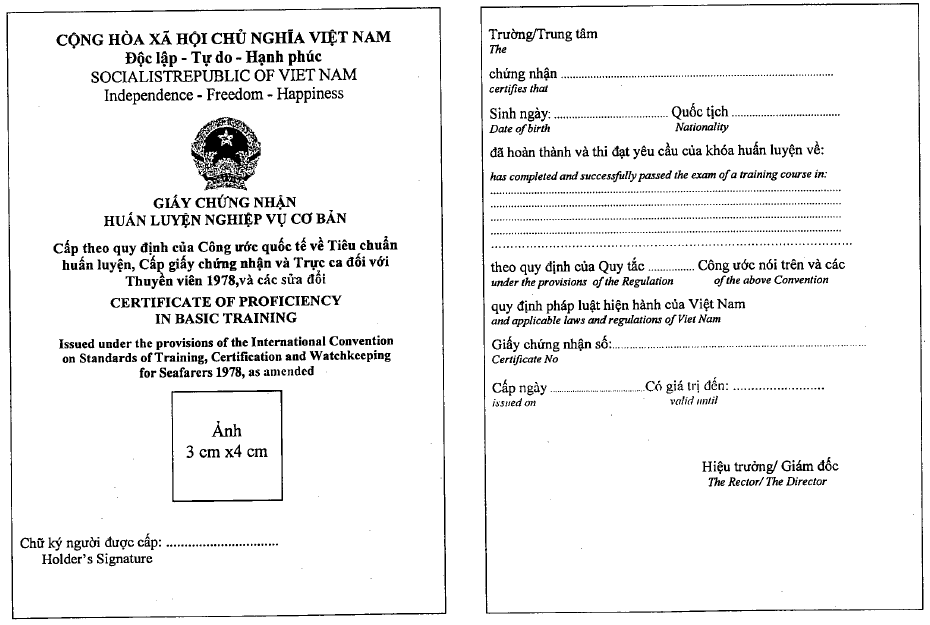 CỘNG HÒA XÃ HỘI CHỦ NGHĨA VIỆT NAM
Độc lập - Tự do - Hạnh phúc
SOCIALISTREPUBLIC OF VIET NAM
Independence - Freedom - Happiness
GIẤY CHỨNG NHẬN
HUẤN LUYỆN NGHIỆP VỤ CƠ BẢN
Cấp theo quy định của Công ước quốc tế về Tiêu chuẩn
huấn luyện, Cấp giấy chứng nhận và Trực ca đối với
Thuyền viên 1978,và các sửa đổi
CERTIFICATE OF PROFICIENCY
IN BASIC TRAINING
Issued under the provisions of the International Convention
on Standards of Training, Certification and Watchkeeping
for Seafarers 1978, as amended
Ảnh
3 cm x4 cm
Chữ ký người được cấp: ..............................
Holder's Signature
Trường/Trung tâm
The
chứng nhận ..............................
certifies that
Sinh ngày: .............................. Quốc tịch ..............................
Date of birth Nationality
đã hoàn thành và thi đạt yêu cầu của khóa huấn luyện về:
has completed and successfully passed the exam of a training course in:
..............................
..............................
..............................
..............................
..............................
theo quy định của Quy tắc .............. Công ước nói trên và các
under the provisions of the Regulation of the above Convention
quy định pháp luật hiện hành của Việt Nam
and applicable laws and regulations of Viet Nam
Giấy chứng nhận số:..............................
Certificate No
Cấp ngày ..............................Có giá trị đến: ........................
issued on valid until
Hiệu trưởng/ Giám đốc
The Rector/ The Director